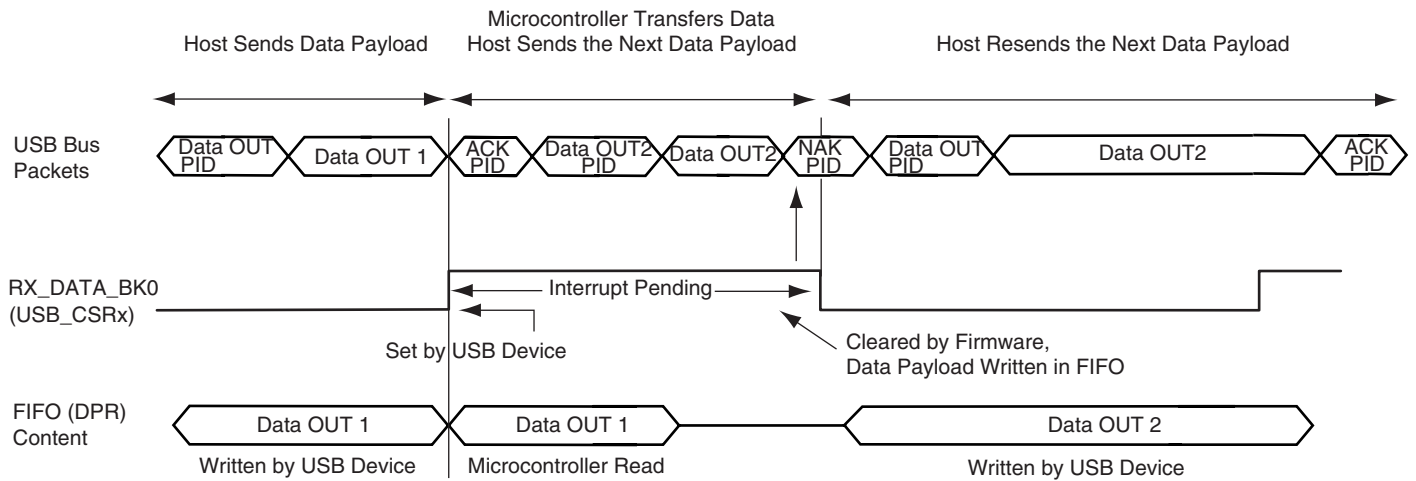 Host Sends Data Payload
Microcontroller Transfers Data
Host Sends the Next Data Payload
Host Resends the Next Data Payload
USB Bus
Packets
Data OUT
PID
Data OUT 1
ACK
PID
Data OUT2
PID
Data OUT2
NAK
PID
Data OUT
PID
Data OUT2
ACK
PID
RX_DATA_BK0
(USB_CSRx)
Interrupt Pending
Set by USB Device
Cleared by Firmware,
Data Payload Written in FIFO
FIFO (DPR)
Content
Data OUT 1
Data OUT 1
Data OUT 2
Written by USB Device
Microcontroller Read
Written by USB Device